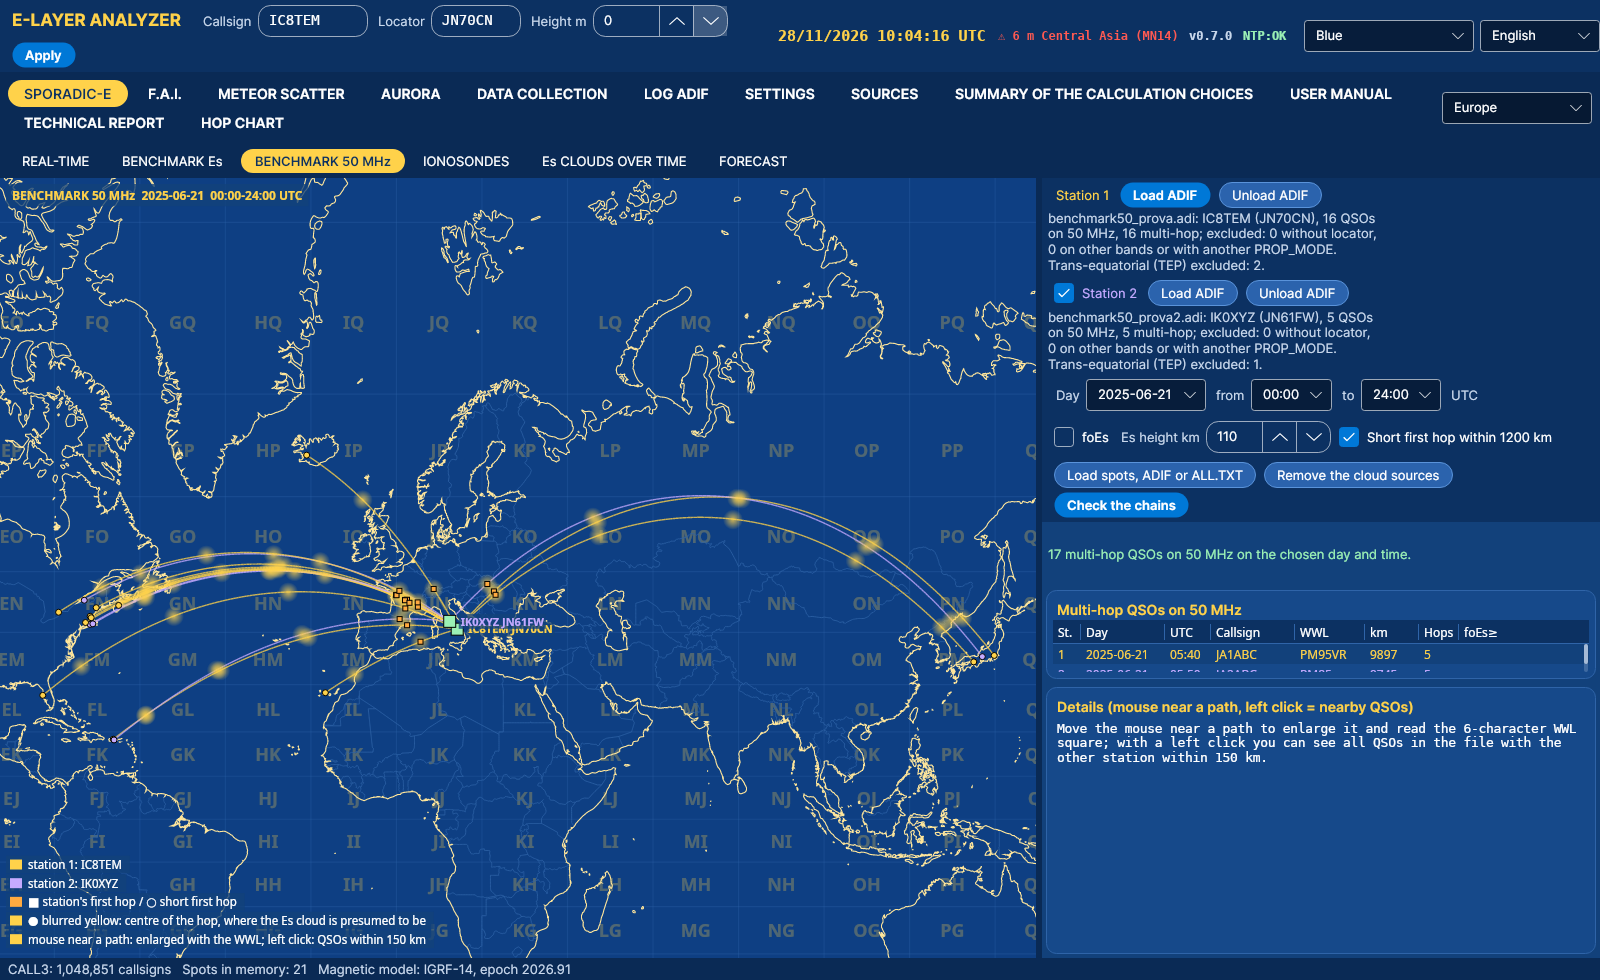 E-LAYER ANALYZER
Callsign IC8TEM Locator JN70CN Height m 0
28/11/2026 10:04:16 UTC ⚠ 6 m Central Asia (MN14) v0.7.0 NTP:OK
Blue English
Apply
SPORADIC-E F.A.I. METEOR SCATTER AURORA DATA COLLECTION LOG ADIF SETTINGS SOURCES SUMMARY OF THE CALCULATION CHOICES USER MANUAL
Europe
TECHNICAL REPORT HOP CHART
REAL-TIME BENCHMARK Es BENCHMARK 50 MHz IONOSONDES Es CLOUDS OVER TIME FORECAST
BENCHMARK 50 MHz 2025-06-21 00:00-24:00 UTC
FQ GQ HQ IQ JQ KQ LQ MQ NQ OQ PQ
EP FP GP HP IP JP KP LP MP NP OP PP
EO FO GO HO IO KO LO MO NO OO PO
EN GN HN IN KN LN MN NN ON
IK0XYZ JN61FW
IC8TEM JN70CN
EM FM GM HM IM JM KM LM MM NM OM
EL FL GL HL IL JL KL LL ML NL OL PL
EK FK GK HK IK JK KK LK MK NK OK PK
EJ FJ GJ HJ IJ JJ KJ LJ MJ NJ OJ PJ
EI FI GI HI II JI KI LI MI NI OI PI
GH HH IH JH KH LH MH NH OH PH
KG LG MG NG OG PG
station 1: IC8TEM
station 2: IK0XYZ
station's first hop / short first hop
blurred yellow: centre of the hop, where the Es cloud is presumed to be
mouse near a path: enlarged with the WWL; left click: QSOs within 150 km
Station 1 Load ADIF Unload ADIF
benchmark50_prova.adi: IC8TEM (JN70CN), 16 QSOs
on 50 MHz, 16 multi-hop; excluded: 0 without locator,
0 on other bands or with another PROP_MODE.
Trans-equatorial (TEP) excluded: 2.
Station 2 Load ADIF Unload ADIF
benchmark50_prova2.adi: IK0XYZ (JN61FW), 5 QSOs
on 50 MHz, 5 multi-hop; excluded: 0 without locator,
0 on other bands or with another PROP_MODE.
Trans-equatorial (TEP) excluded: 1.
Day 2025-06-21 from 00:00 to 24:00 UTC
foEs Es height km 110 Short first hop within 1200 km
Load spots, ADIF or ALL.TXT Remove the cloud sources
Check the chains
17 multi-hop QSOs on 50 MHz on the chosen day and time.
Multi-hop QSOs on 50 MHz
St. Day UTC Callsign WWL km Hops foEs≥
1 2025-06-21 05:40 JA1ABC PM95VR 9897 5
Details (mouse near a path, left click = nearby QSOs)
Move the mouse near a path to enlarge it and read the 6-character WWL
square; with a left click you can see all QSOs in the file with the
other station within 150 km.
CALL3: 1,048,851 callsigns Spots in memory: 21 Magnetic model: IGRF-14, epoch 2026.91